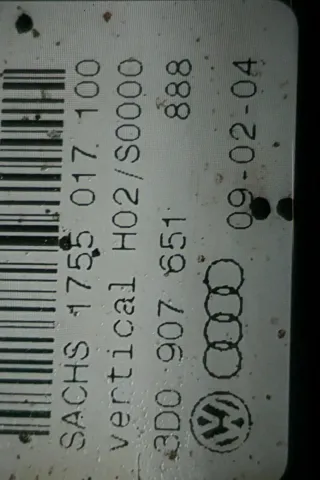 SACHS 1755 017 100
vertical H02/S0000
3D0 907 651 888
09-02-04